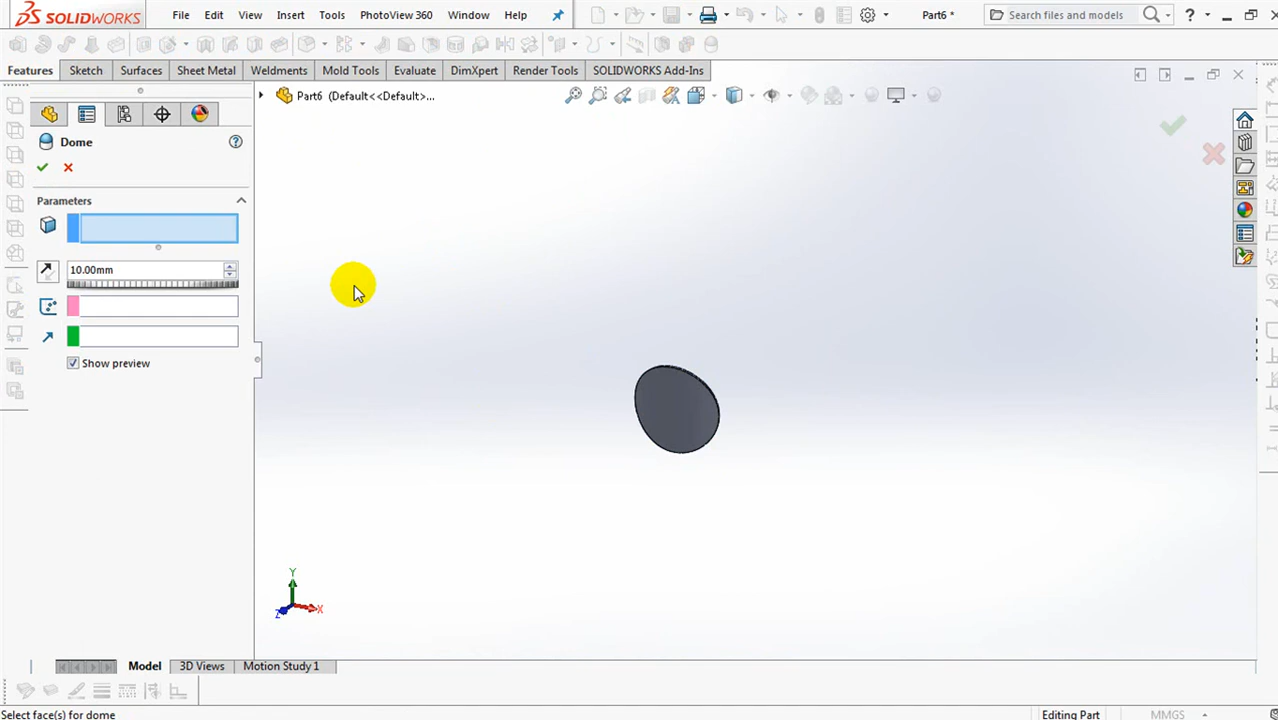 SOLIDWORKS File Edit View Insert Tools PhotoView 360 Window Help Part6 * Search files and models ?
Features Sketch Surfaces Sheet Metal Weldments Mold Tools Evaluate DimXpert Render Tools SOLIDWORKS Add-Ins
Part6 (Default<<Default>...
Dome
Parameters
10.00mm
Show preview
Y
Z X
Model 3D Views Motion Study 1
Select face(s) for dome Editing Part MMGS